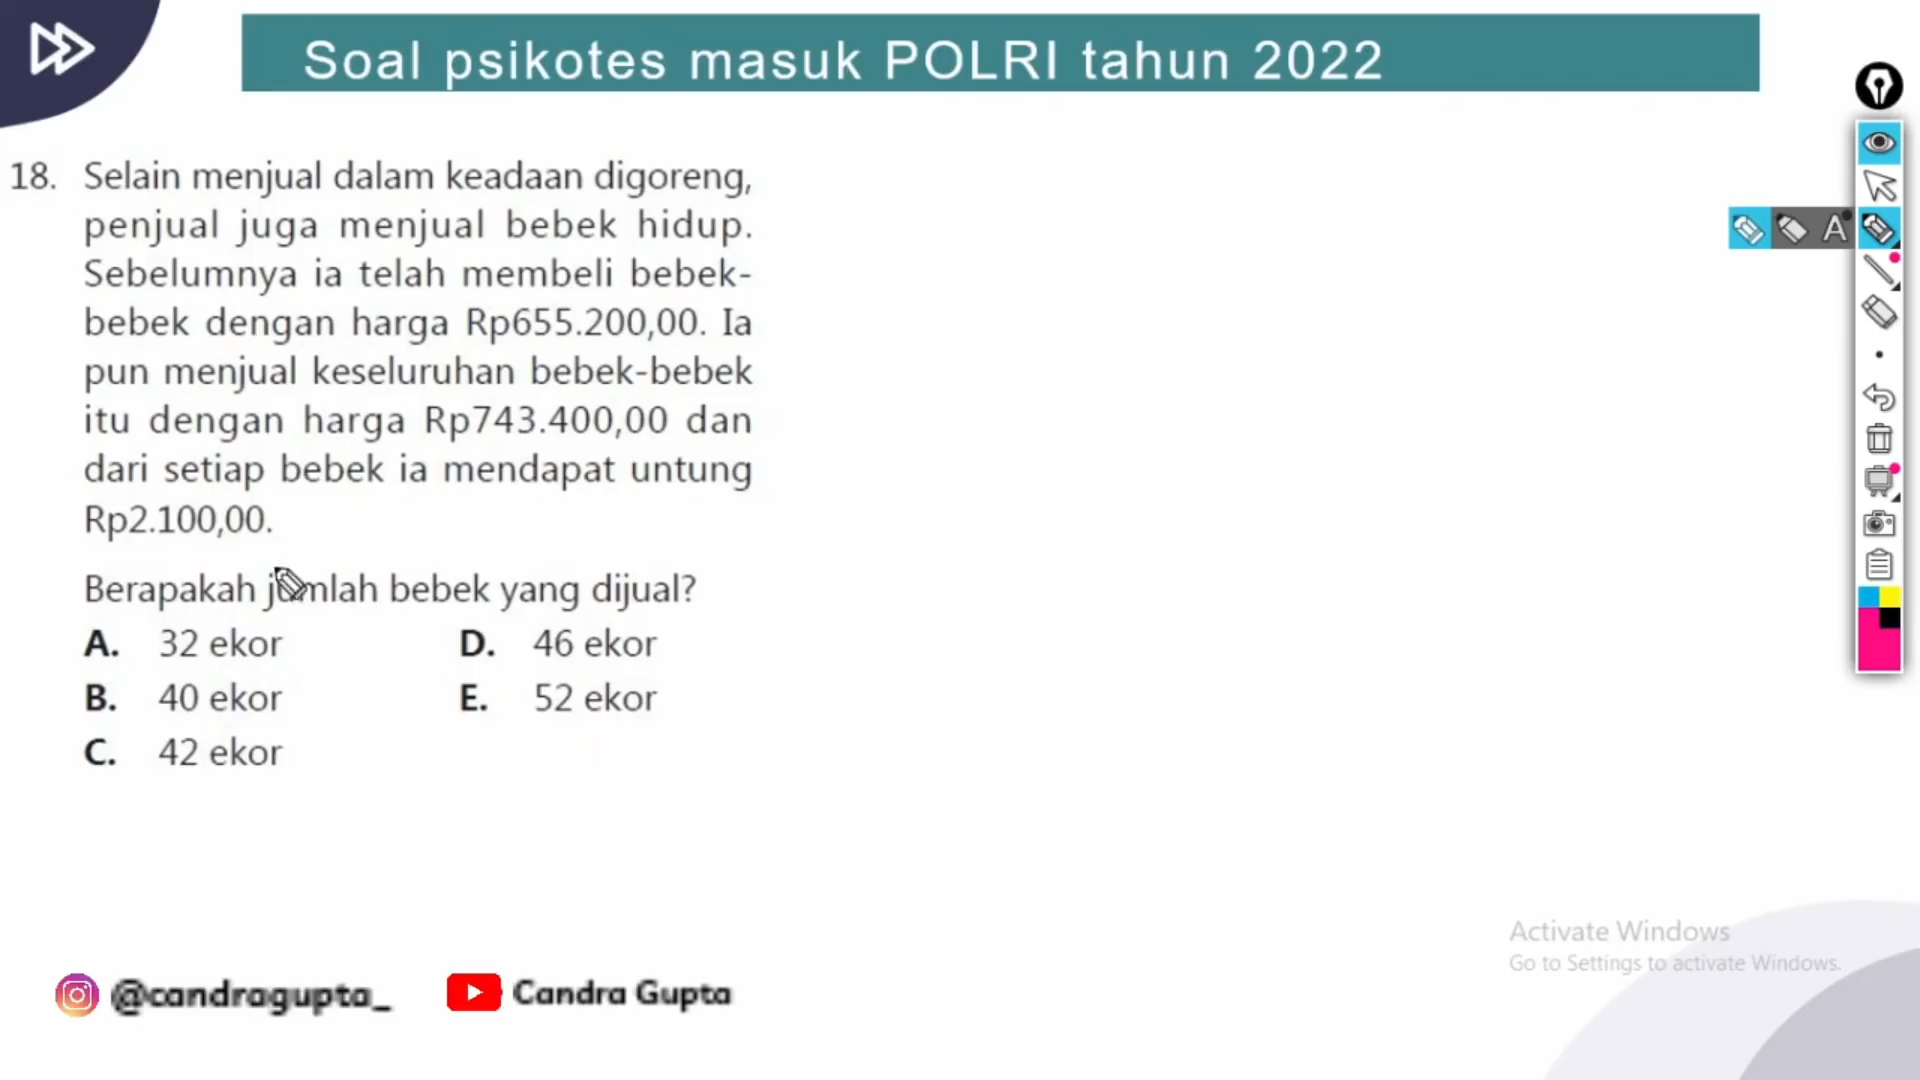 Soal psikotes masuk POLRI tahun 2022
18. Selain menjual dalam keadaan digoreng,
penjual juga menjual bebek hidup.
Sebelumnya ia telah membeli bebek-
bebek dengan harga Rp655.200,00. Ia
pun menjual keseluruhan bebek-bebek
itu dengan harga Rp743.400,00 dan
dari setiap bebek ia mendapat untung
Rp2.100,00.
Berapakah jumlah bebek yang dijual?
A. 32 ekor D. 46 ekor
B. 40 ekor E. 52 ekor
C. 42 ekor
A
Activate Windows
Go to Settings to activate Windows.
@candragupta_ Candra Gupta